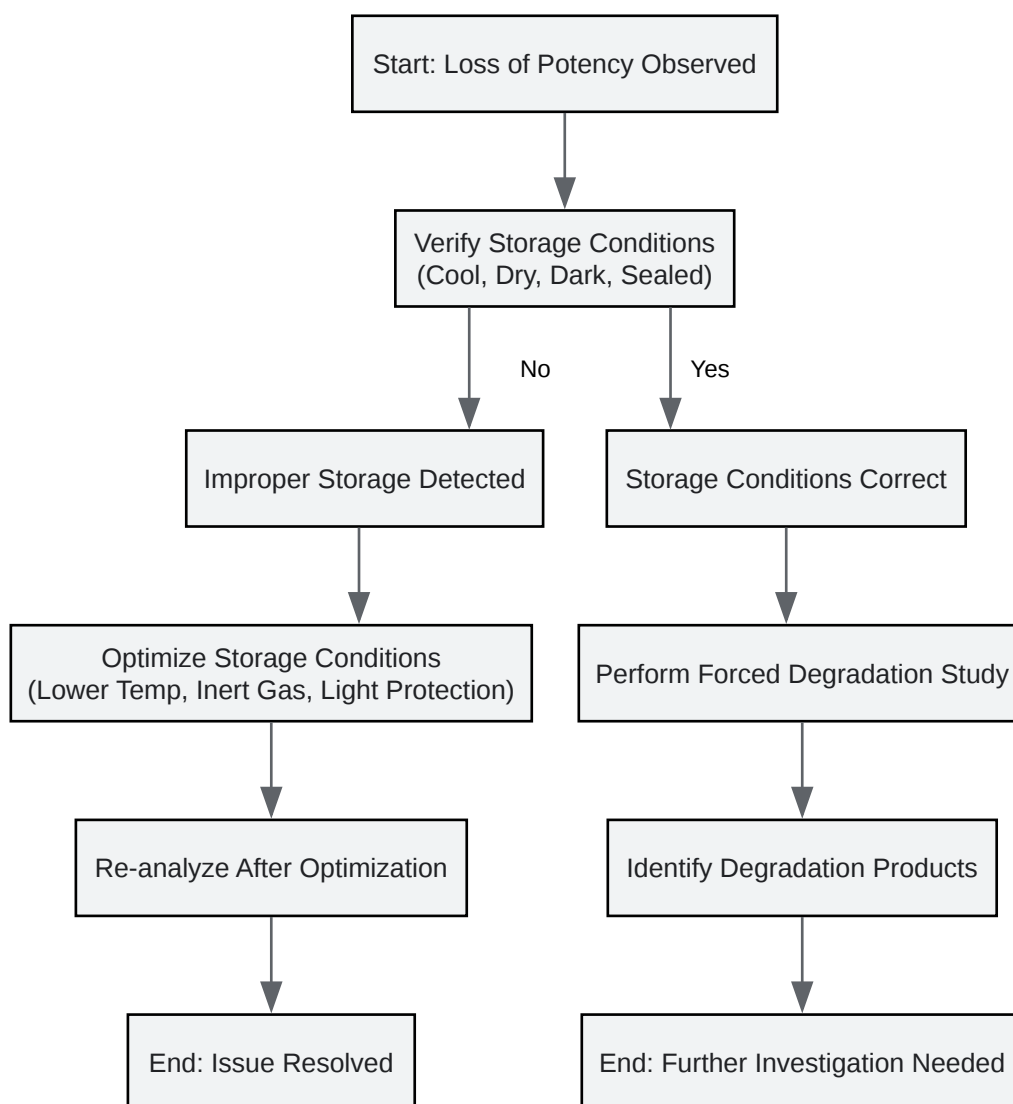 Start: Loss of Potency Observed
Verify Storage Conditions
(Cool, Dry, Dark, Sealed)
No
Yes
Improper Storage Detected
Storage Conditions Correct
Optimize Storage Conditions
(Lower Temp, Inert Gas, Light Protection)
Perform Forced Degradation Study
Re-analyze After Optimization
Identify Degradation Products
End: Issue Resolved
End: Further Investigation Needed